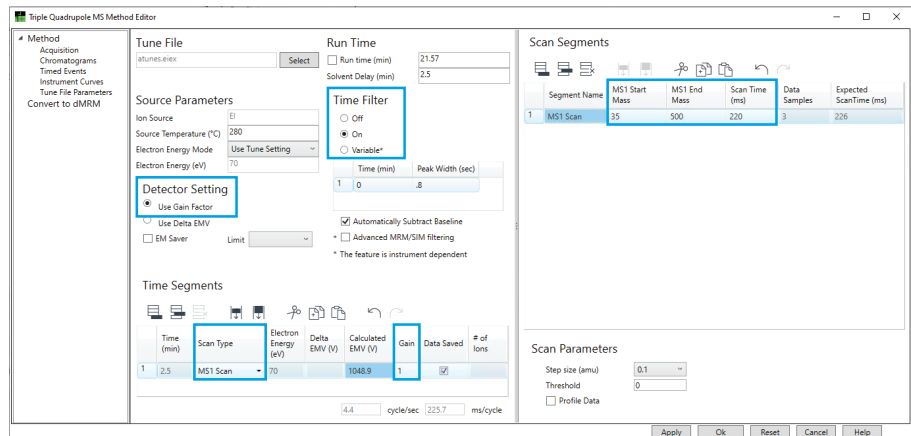 Triple Quadrupole MS Method Editor
Method
Acquisition
Chromatograms
Timed Events
Instrument Curves
Tune File Parameters
Convert to dMRM
Tune File
atunes.eiex
Select
Run Time
Run time (min)
21.57
Solvent Delay (min)
2.5
Source Parameters
Ion Source
EI
Source Temperature (°C)
280
Electron Energy Mode
Use Tune Setting
Electron Energy (eV)
70
Time Filter
Off
On
Variable*
Time (min) Peak Width (sec)
1 0 .8
Detector Setting
Use Gain Factor
Use Delta EMV
EM Saver
Limit
Automatically Subtract Baseline
* Advanced MRM/SIM filtering
* The feature is instrument dependent
Time Segments
Time (min) Scan Type Electron Energy (eV) Delta EMV (V) Calculated EMV (V) Gain Data Saved # of Ions
1 2.5 MS1 Scan 70 1048.9 1
4.4 cycle/sec 225.7 ms/cycle
Scan Segments
Segment Name MS1 Start Mass MS1 End Mass Scan Time (ms) Data Samples Expected ScanTime (ms)
1 MS1 Scan 35 500 220 3 226
Scan Parameters
Step size (amu) 0.1
Threshold 0
Profile Data
Apply Ok Reset Cancel Help